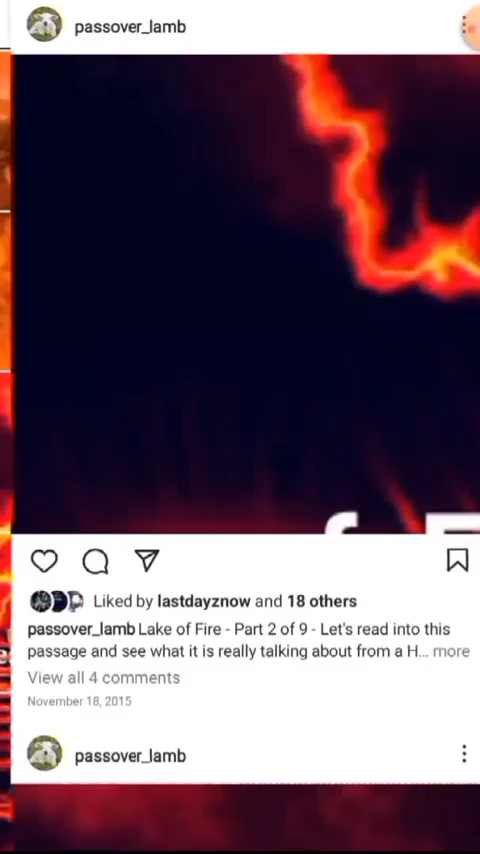 passover_lamb
Liked by lastdayznow and 18 others
passover_lamb Lake of Fire - Part 2 of 9 - Let's read into this
passage and see what it is really talking about from a H... more
View all 4 comments
November 18, 2015
passover_lamb